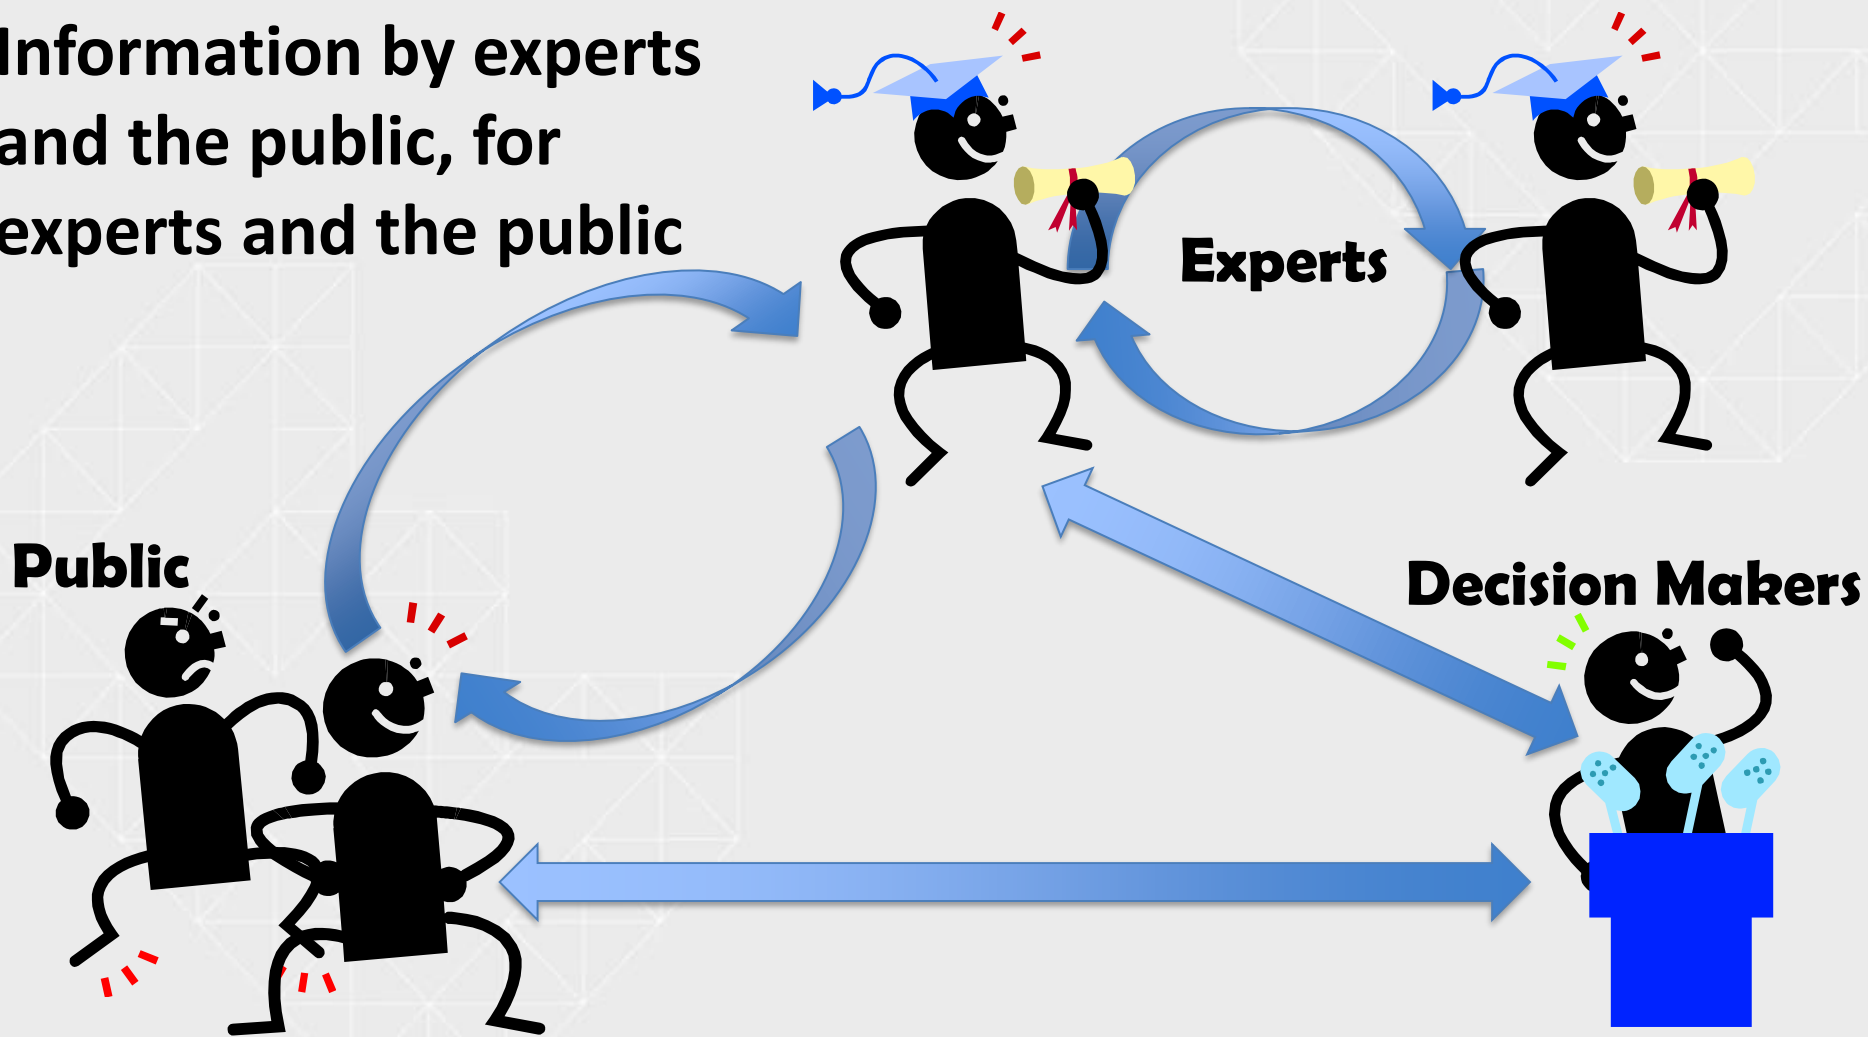 Information by experts
and the public, for
experts and the public
Experts
Public
Decision Makers